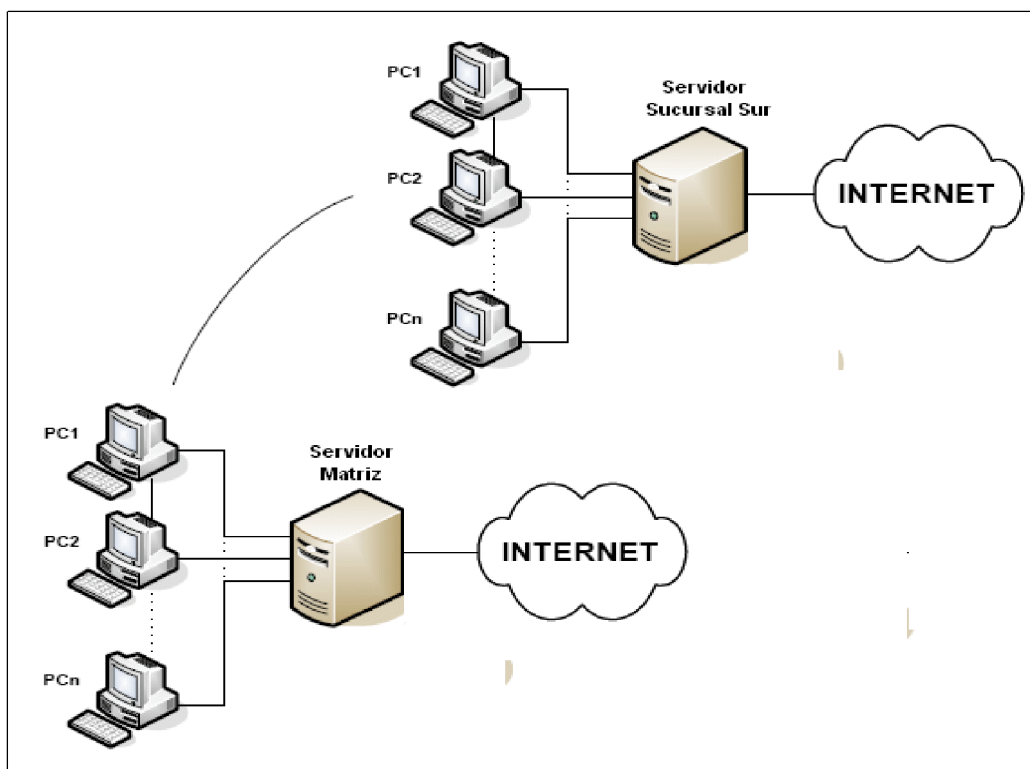 PC1
Servidor
Sucursal Sur
PC2
INTERNET
PCn
PC1
Servidor
Matriz
PC2
INTERNET
PCn